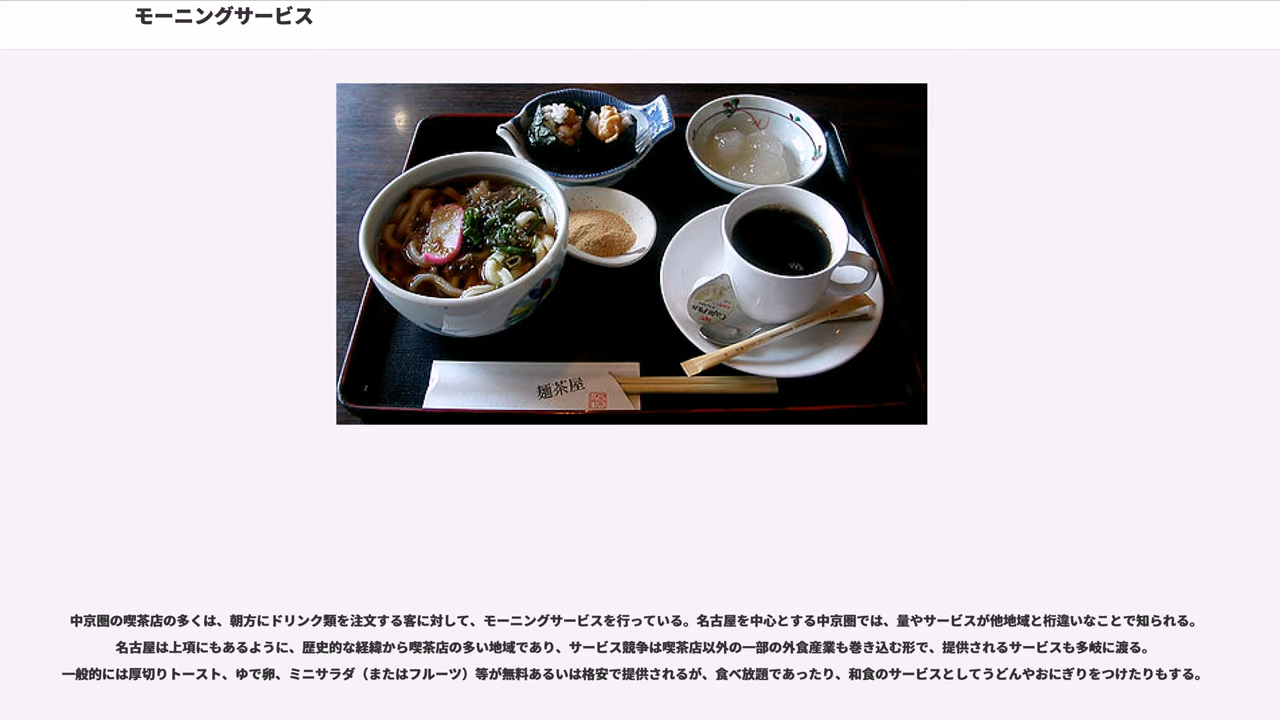 モーニングサービス
麺茶屋
中京圏の喫茶店の多くは、朝方にドリンク類を注文する客に対して、モーニングサービスを行っている。名古屋を中心とする中京圏では、量やサービスが他地域と桁違いなことで知られる。
名古屋は上項にもあるように、歴史的な経緯から喫茶店の多い地域であり、サービス競争は喫茶店以外の一部の外食産業も巻き込む形で、提供されるサービスも多岐に渡る。
一般的には厚切りトースト、ゆで卵、ミニサラダ（またはフルーツ）等が無料あるいは格安で提供されるが、食べ放題であったり、和食のサービスとしてうどんやおにぎりをつけたりもする。